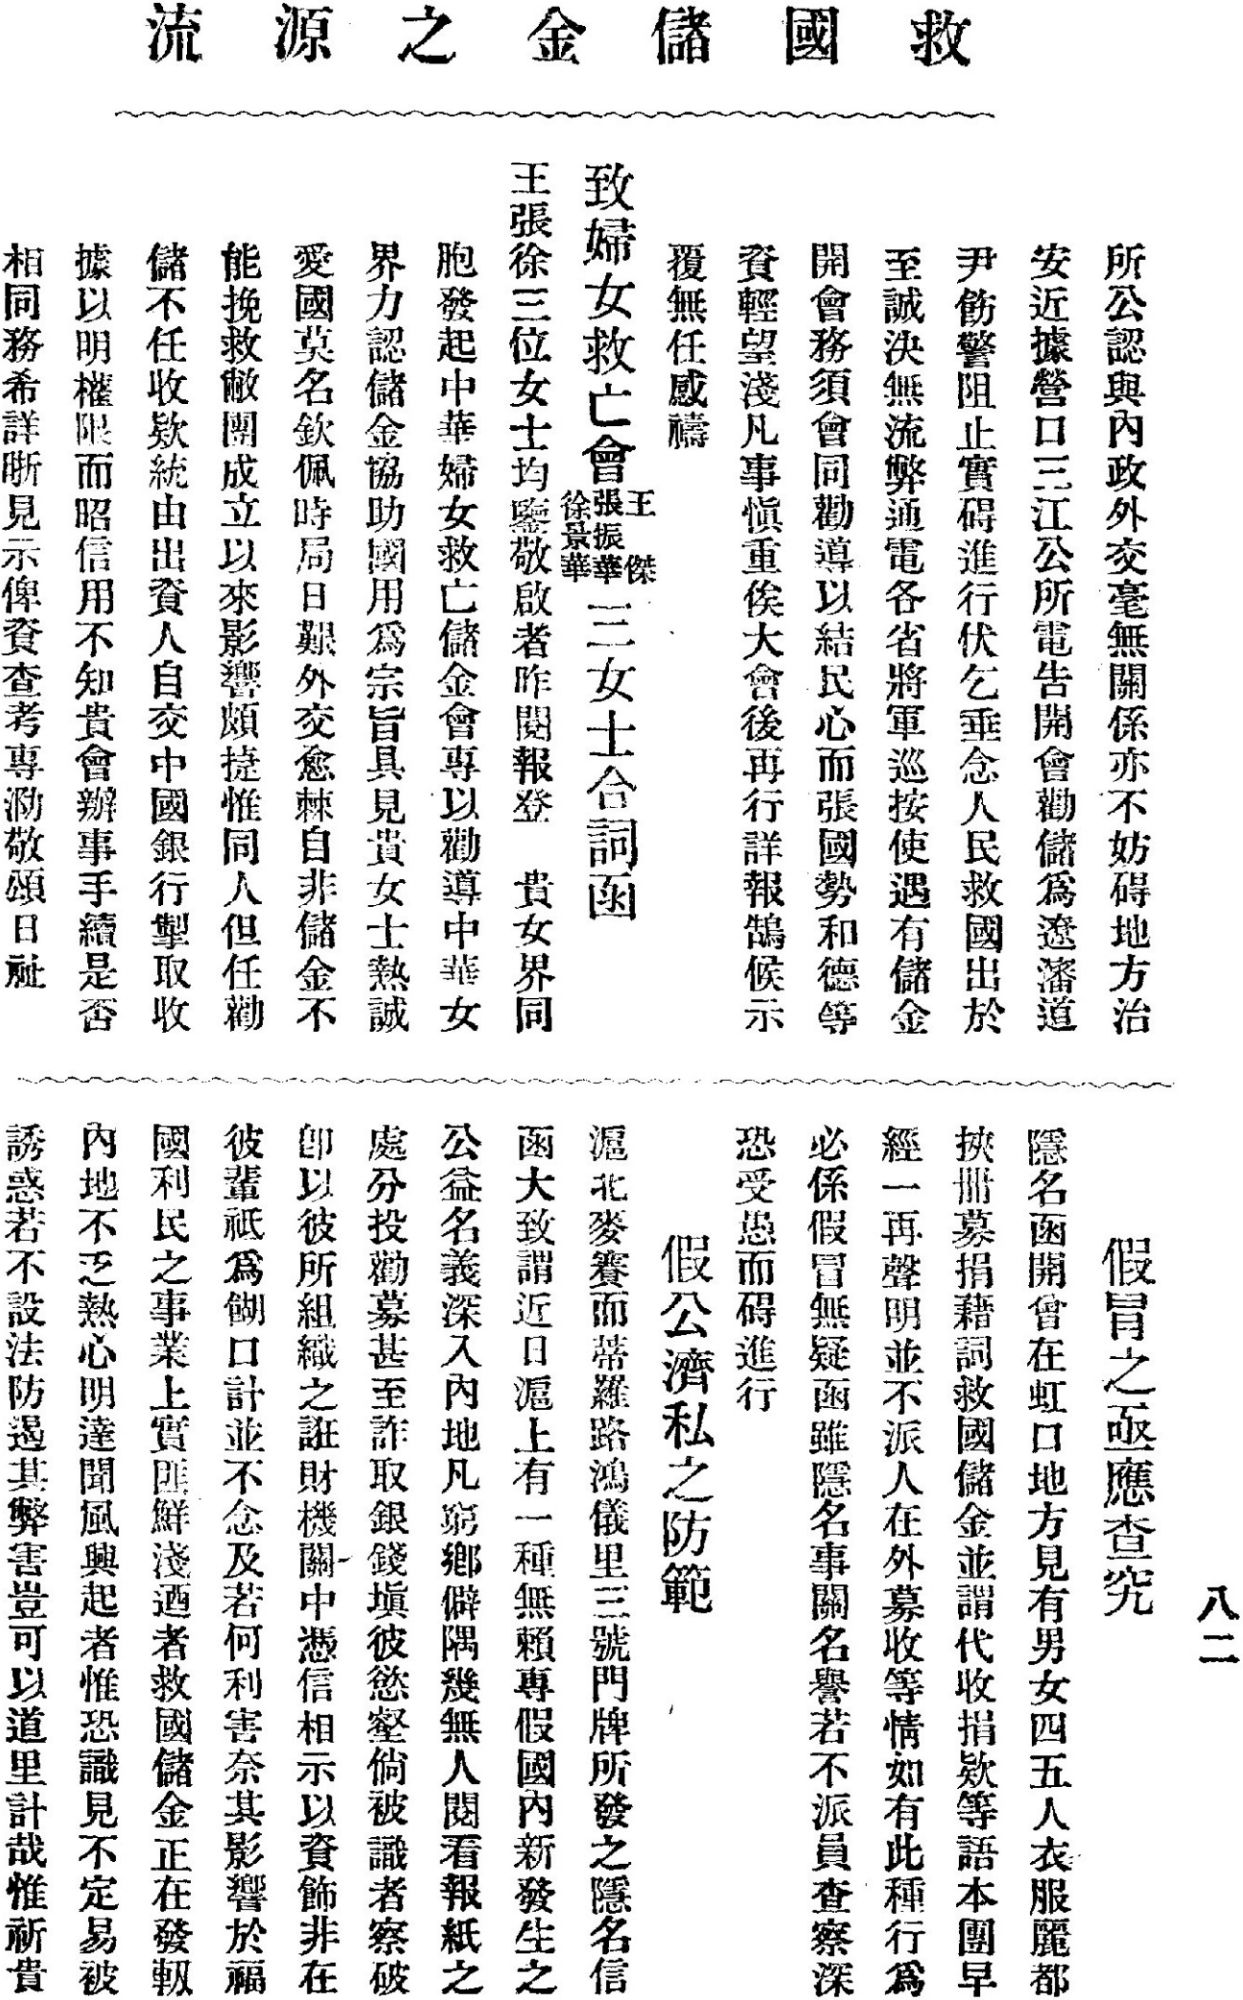 救國儲金之源流
所公認與內政外交毫無關係亦不妨碍地方治
安近據營口三江公所電告開會勸儲爲遼瀋道
尹飭警阻止實碍進行伏乞垂念人民救國出於
至誠決無流弊通電各省將軍巡按使遇有儲金
開會務須會同勸導以結民心而張國勢和德等
資輕望淺凡事愼重俟大會後再行詳報鵠候示
覆無任感禱
致婦女救亡會王傑張振華徐景華三女士合詞函
王張徐三位女士均鑒敬啟者昨閱報登　貴女界同
胞發起中華婦女救亡儲金會專以勸導中華女
界力認儲金協助國用爲宗旨具見貴女士熱誠
愛國莫名欽佩時局日艱外交愈棘自非儲金不
能挽救敝團成立以來影響頗捷惟同人但任勸
儲不任收欵統由出資人自交中國銀行掣取收
據以明權限而昭信用不知貴會辦事手續是否
相同務希詳晰見示俾資查考專泐敬頌日祉
八二
假冒之亟應查究
隱名函開會在虹口地方見有男女四五人衣服麗都
挾冊募捐藉詞救國儲金並謂代收捐欵等語本團早
經一再聲明並不派人在外募收等情如有此種行爲
必係假冒無疑函雖隱名事關名譽若不派員查察深
恐受愚而碍進行
假公濟私之防範
滬北麥賽而蒂羅路鴻儀里三號門牌所發之隱名信
函大致謂近日滬上有一種無賴專假國內新發生之
公益名義深入內地凡窮鄉僻隅幾無人閱看報紙之
處分投勸募甚至詐取銀錢塡彼慾壑倘被識者察破
卽以彼所組織之誑財機關中憑信相示以資飾非在
彼輩祇爲餬口計並不念及若何利害奈其影響於福
國利民之事業上實匪鮮淺迺者救國儲金正在發軔
內地不乏熱心明達聞風興起者惟恐識見不定易被
誘惑若不設法防遏其弊害豈可以道里計哉惟祈貴